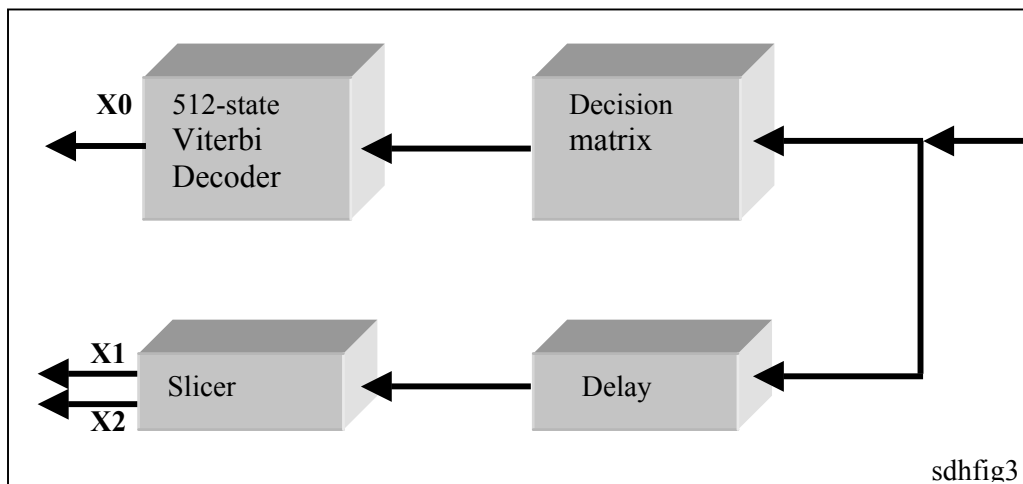 X0
512-state
Viterbi
Decoder
Decision
matrix
X1
X2
Slicer
Delay
sdhfig3